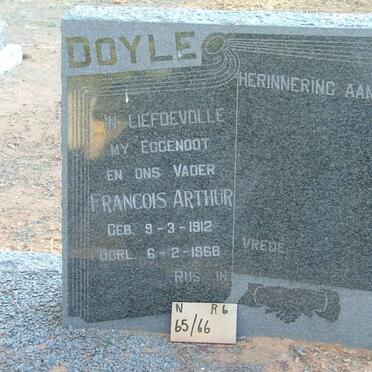 DOYLE
IN LIEFDEVOLLE HERINNERING AAN
MY EGGENOOT
EN ONS VADER
FRANCOIS ARTHUR
GEB. 9-3-1912
OORL. 6-2-1968
RUS IN VREDE
N R6
65/66